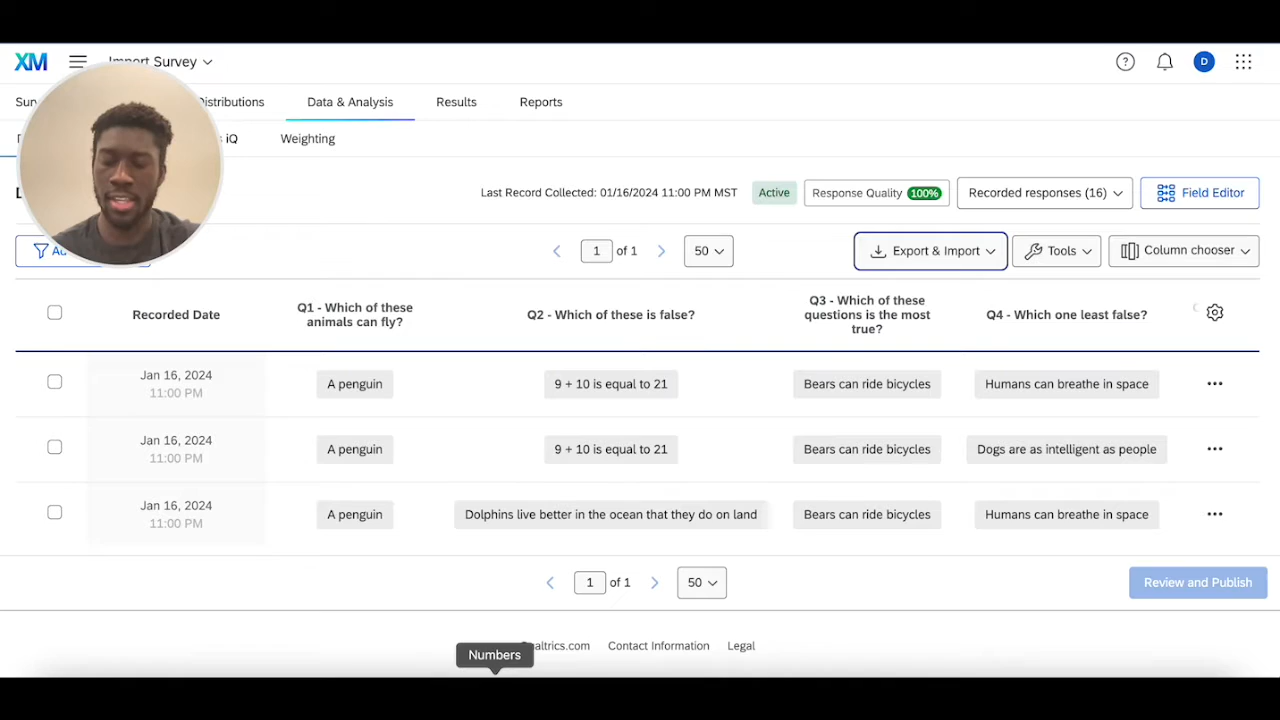 XM
Import Survey
D
Distributions
Data & Analysis
Results
Reports
iQ
Weighting
Last Record Collected: 01/16/2024 11:00 PM MST
Active
Response Quality 100%
Recorded responses (16)
Field Editor
1 of 1
50
Export & Import
Tools
Column chooser
Recorded Date
Q1 - Which of these
animals can fly?
Q2 - Which of these is false?
Q3 - Which of these
questions is the most
true?
Q4 - Which one least false?
Jan 16, 2024
11:00 PM
A penguin
9 + 10 is equal to 21
Bears can ride bicycles
Humans can breathe in space
Jan 16, 2024
11:00 PM
A penguin
9 + 10 is equal to 21
Bears can ride bicycles
Dogs are as intelligent as people
Jan 16, 2024
11:00 PM
A penguin
Dolphins live better in the ocean that they do on land
Bears can ride bicycles
Humans can breathe in space
1 of 1
50
Review and Publish
Qualtrics.com
Contact Information
Legal
Numbers